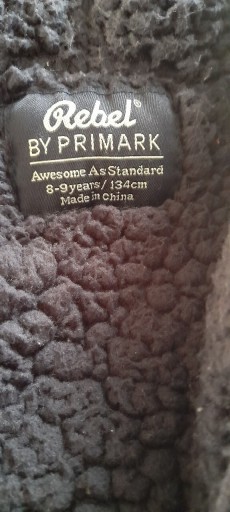 Rebel
BY PRIMARK
Awesome As Standard
8-9 years / 134cm
Made in China